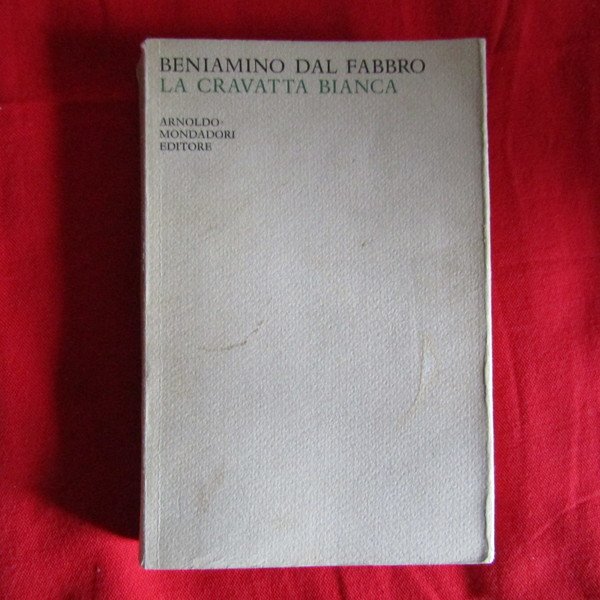 BENIAMINO DAL FABBRO
LA CRAVATTA BIANCA
ARNOLDO
MONDADORI
EDITORE